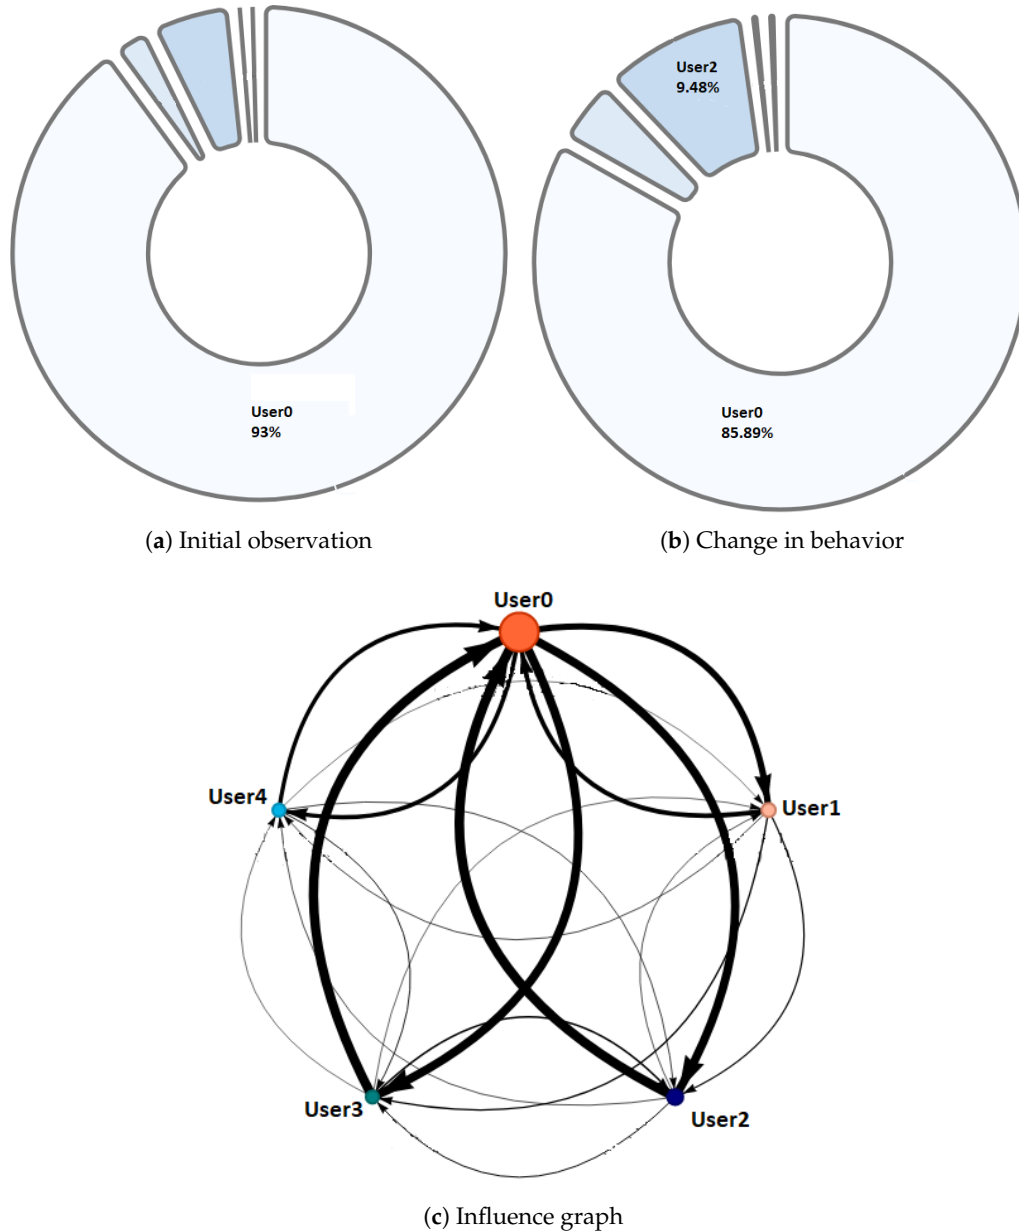 User0
93%
User2
9.48%
User0
85.89%
(a) Initial observation
(b) Change in behavior
User0
User4
User1
User3
User2
(c) Influence graph